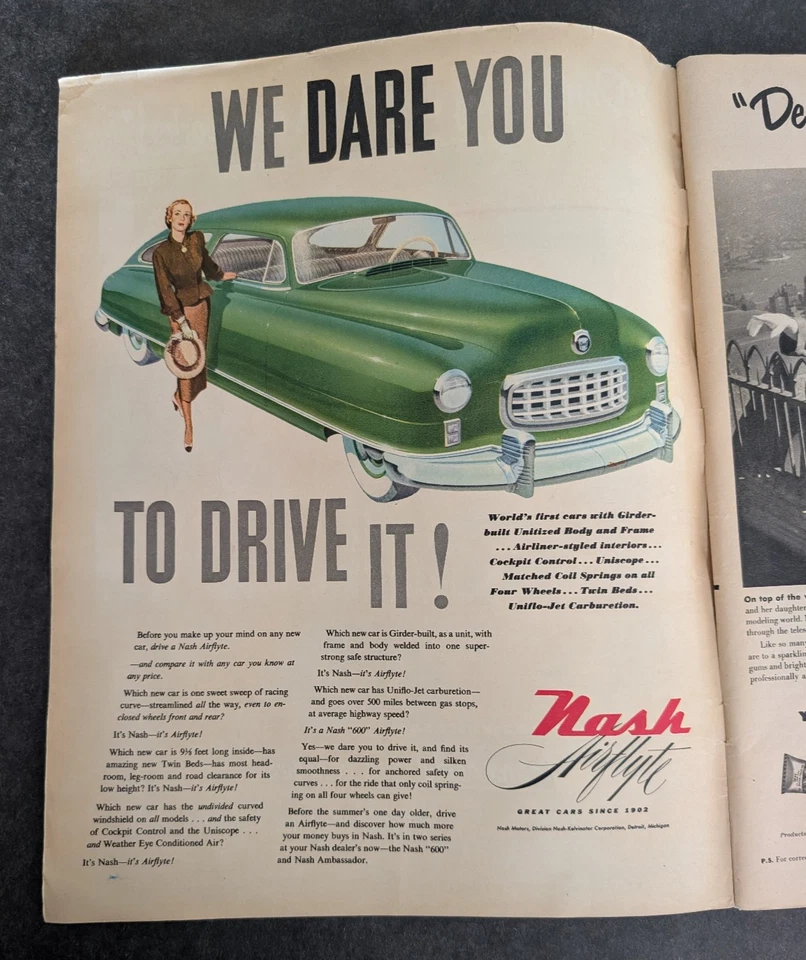 WE DARE YOU
TO DRIVE IT!
World's first cars with Girder-
built Unitized Body and Frame
... Airliner-styled interiors...
Cockpit Control... Uniscope...
Matched Coil Springs on all
Four Wheels... Twin Beds...
Uniflo-Jet Carburetion.
Before you make up your mind on any new
car, drive a Nash Airflyte.
—and compare it with any car you know at
any price.
Which new car is one sweet sweep of racing
curve—streamlined all the way, even to en-
closed wheels front and rear?
It's Nash—it's Airflyte!
Which new car is 9½ feet long inside—has
amazing new Twin Beds—has most head-
room, leg-room and road clearance for its
low height? It's Nash—it's Airflyte!
Which new car has the undivided curved
windshield on all models . . . and the safety
of Cockpit Control and the Uniscope . . .
and Weather Eye Conditioned Air?
It's Nash—it's Airflyte!
Which new car is Girder-built, as a unit, with
frame and body welded into one super-
strong safe structure?
It's Nash—it's Airflyte!
Which new car has Uniflo-Jet carburetion—
and goes over 500 miles between gas stops,
at average highway speed?
It's a Nash "600" Airflyte!
Yes—we dare you to drive it, and find its
equal—for dazzling power and silken
smoothness . . . for anchored safety on
curves . . . for the ride that only coil spring-
ing on all four wheels can give!
Before the summer's one day older, drive
an Airflyte—and discover how much more
your money buys in Nash. It's in two series
at your Nash dealer's now—the Nash "600"
and Nash Ambassador.
Nash
Airflyte
GREAT CARS SINCE 1902
Nash Motors, Division Nash-Kelvinator Corporation, Detroit, Michigan
"De
On top of the
and her daughte
modeling world.
through the teles
Like so man
are to a sparklin
gums and bright
professionally a
Products
P.S. For corre